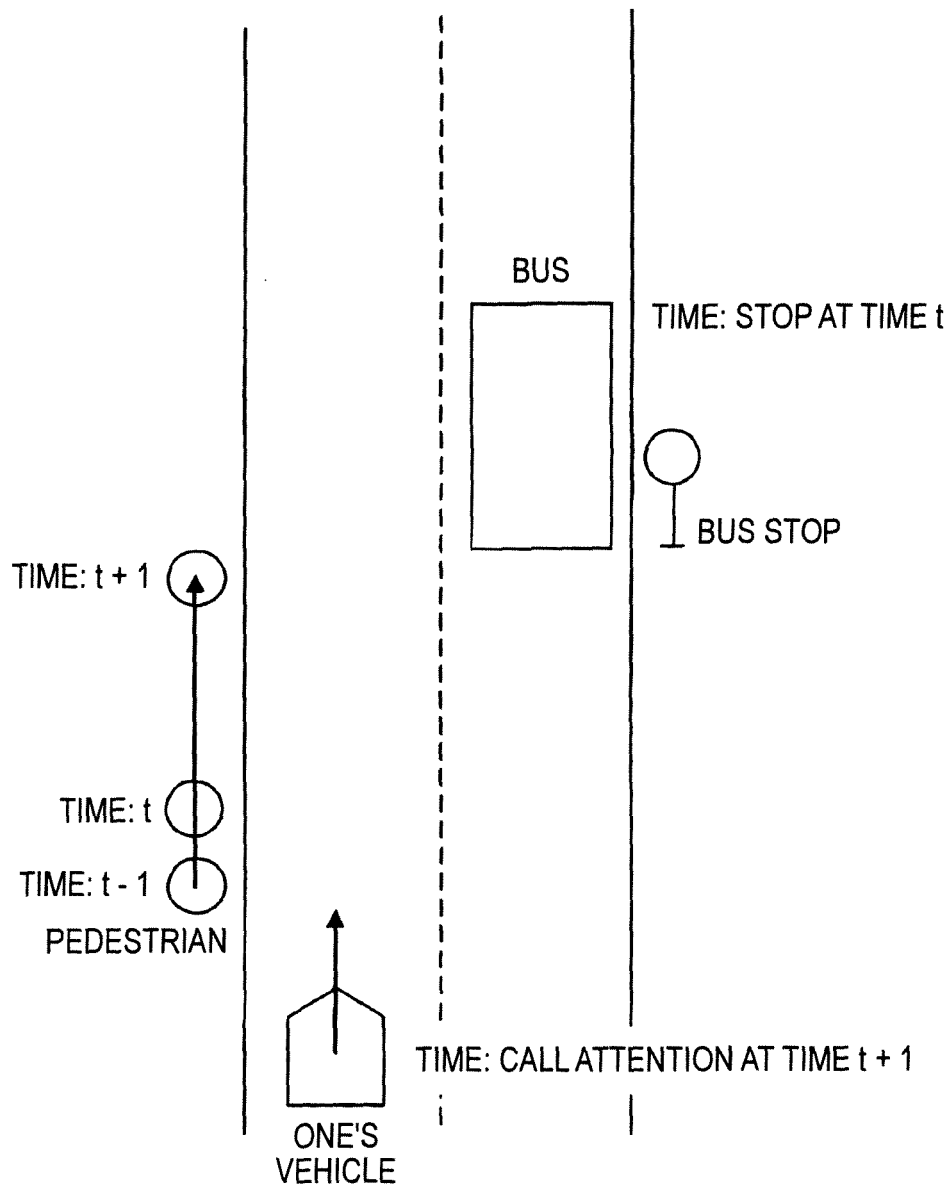 BUS
TIME: STOP AT TIME t
BUS STOP
TIME: t + 1
TIME: t
TIME: t - 1
PEDESTRIAN
TIME: CALL ATTENTION AT TIME t + 1
ONE'S
VEHICLE